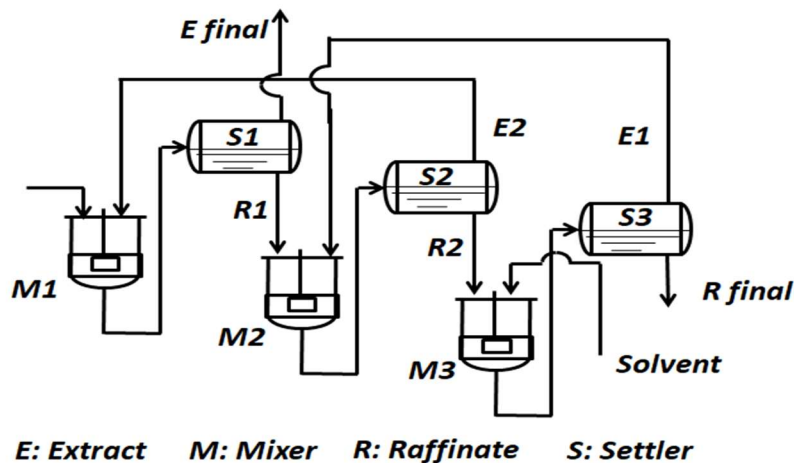 E final
S1
E2
E1
S2
R1
S3
R2
M1
R final
M2
M3
Solvent
E: Extract M: Mixer R: Raffinate S: Settler